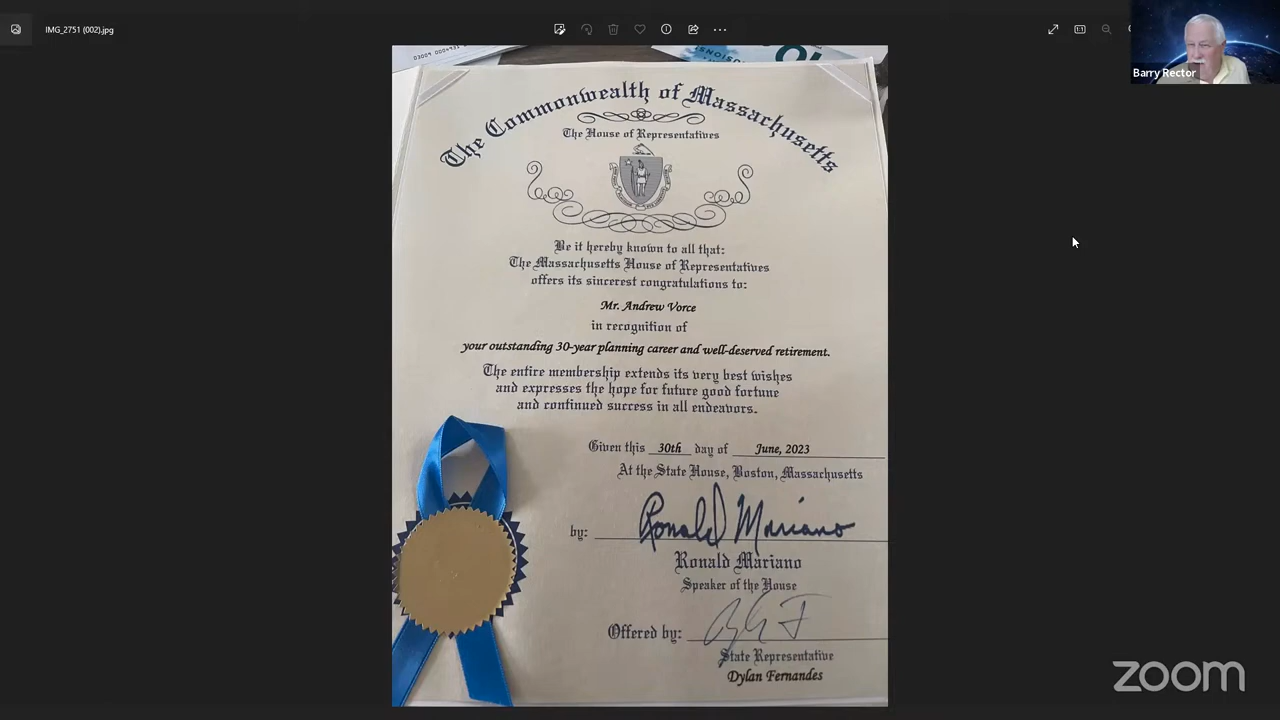 IMG_2751 (002).jpg
Barry Rector
The Commonwealth of Massachusetts
The House of Representatives
Be it hereby known to all that:
The Massachusetts House of Representatives
offers its sincerest congratulations to:
Mr. Andrew Vorce
in recognition of
your outstanding 30-year planning career and well-deserved retirement.
The entire membership extends its very best wishes
and expresses the hope for future good fortune
and continued success in all endeavors.
Given this 30th day of June, 2023
At the State House, Boston, Massachusetts
by: Ronald Mariano
Ronald Mariano
Speaker of the House
Offered by:
State Representative
Dylan Fernandes
zoom